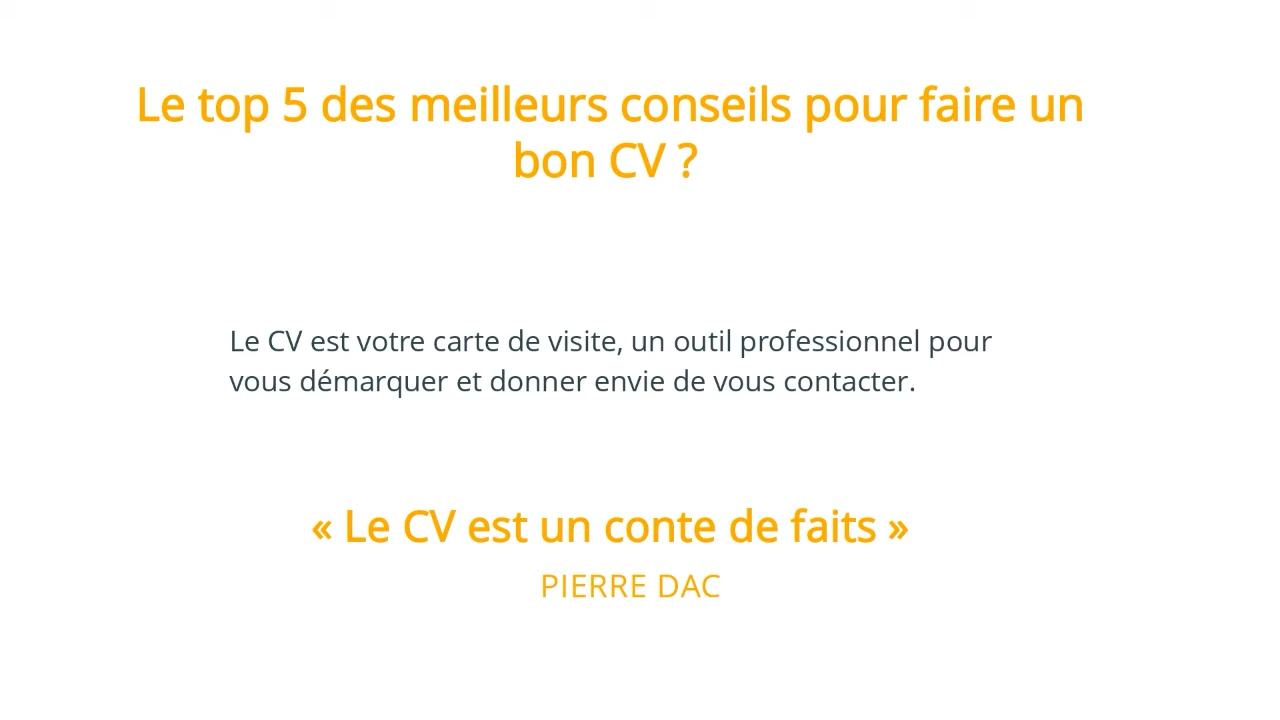 Le top 5 des meilleurs conseils pour faire un
bon CV ?
Le CV est votre carte de visite, un outil professionnel pour
vous démarquer et donner envie de vous contacter.
« Le CV est un conte de faits »
PIERRE DAC